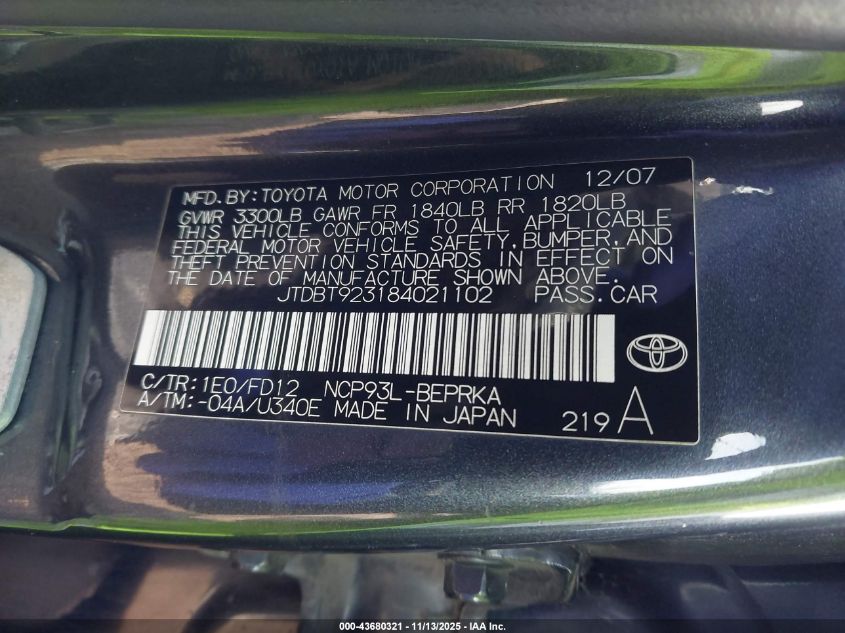 MFD.BY:TOYOTA MOTOR CORPORATION 12/07
GVWR 3300LB GAWR FR 1840LB RR 1820LB
THIS VEHICLE CONFORMS TO ALL APPLICABLE
FEDERAL MOTOR VEHICLE SAFETY, BUMPER, AND
THEFT PREVENTION STANDARDS IN EFFECT ON
THE DATE OF MANUFACTURE SHOWN ABOVE.
JTDBT923184021102 PASS.CAR
C/TR:1E0/FD12 NCP93L-BEPRKA
A/TM:-04A/U340E MADE IN JAPAN
219 A
000-43680321 - 11/13/2025 - IAA Inc.